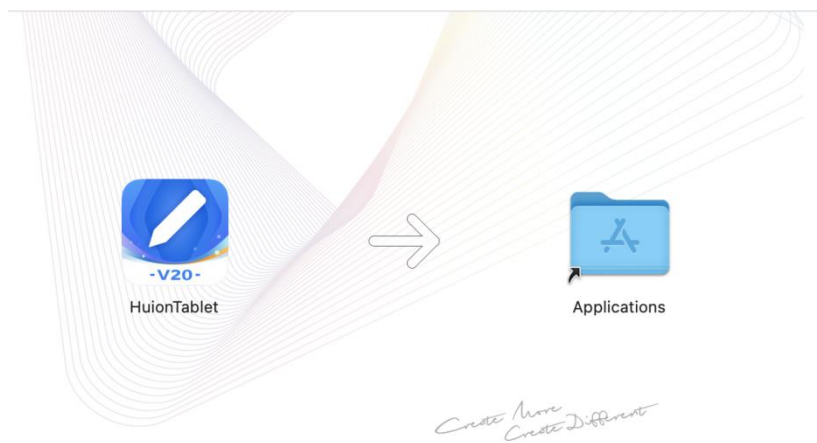 -V20-
HuionTablet
Applications
Create More
Create Different